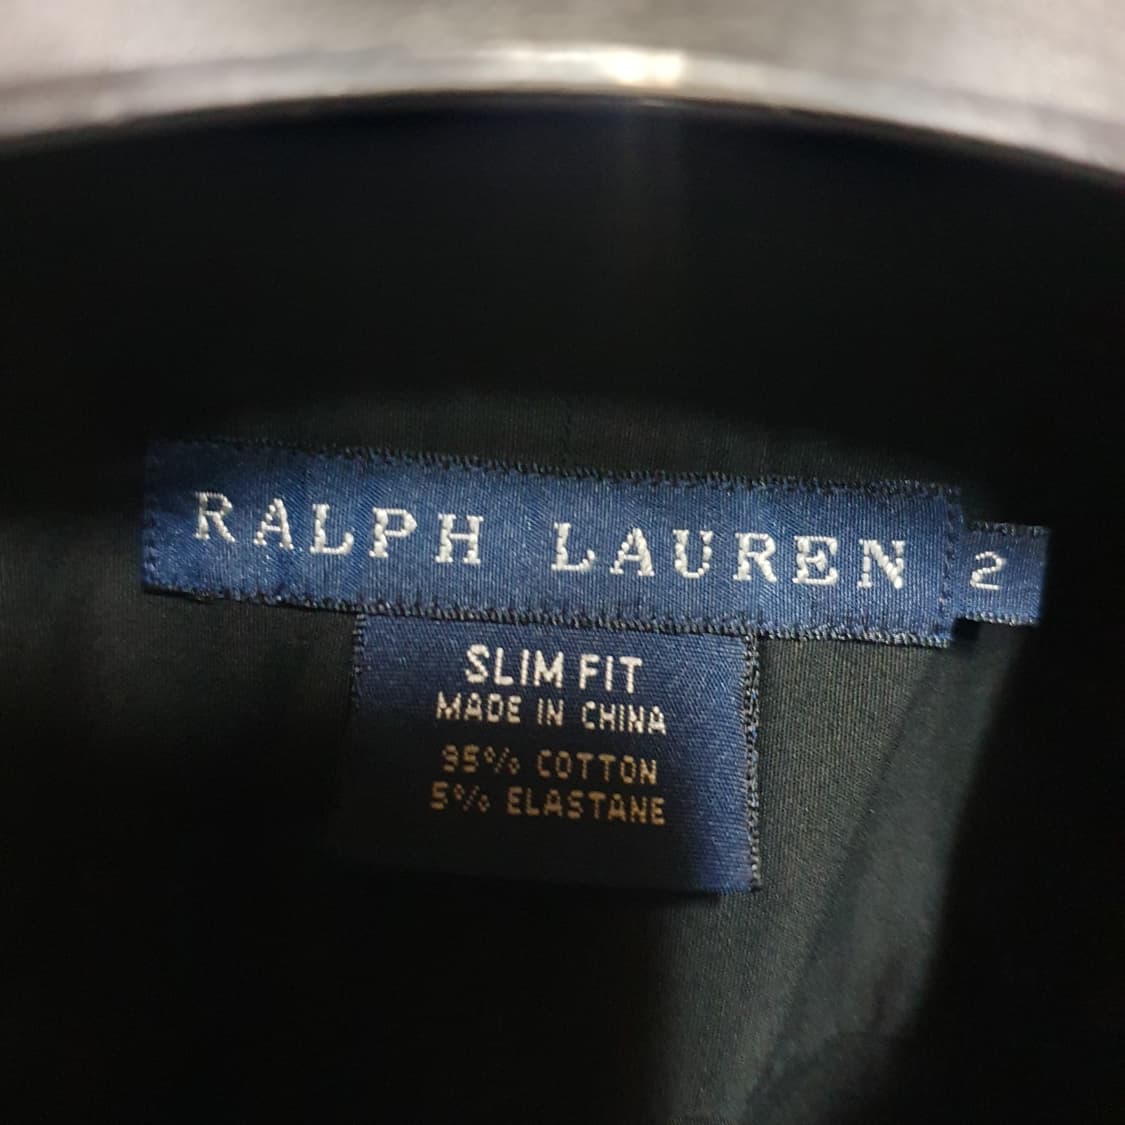 RALPH LAUREN 2
SLIM FIT
MADE IN CHINA
95% COTTON
5% ELASTANE